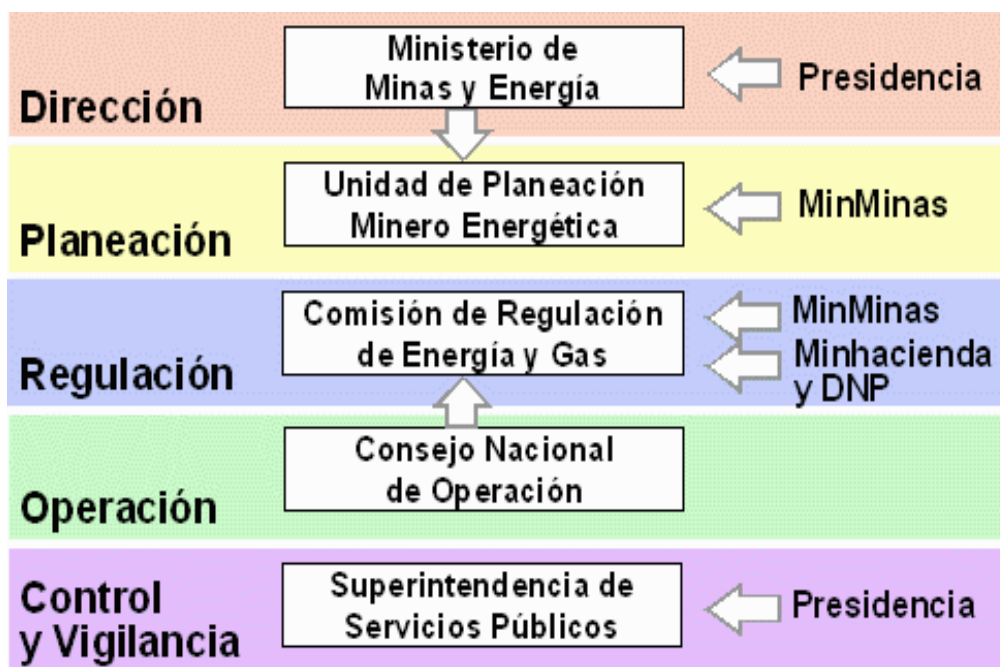 Dirección
Ministerio de
Minas y Energía
Presidencia
Planeación
Unidad de Planeación
Minero Energética
MinMinas
Regulación
Comisión de Regulación
de Energía y Gas
MinMinas
Minhacienda
y DNP
Operación
Consejo Nacional
de Operación
Control
y Vigilancia
Superintendencia de
Servicios Públicos
Presidencia